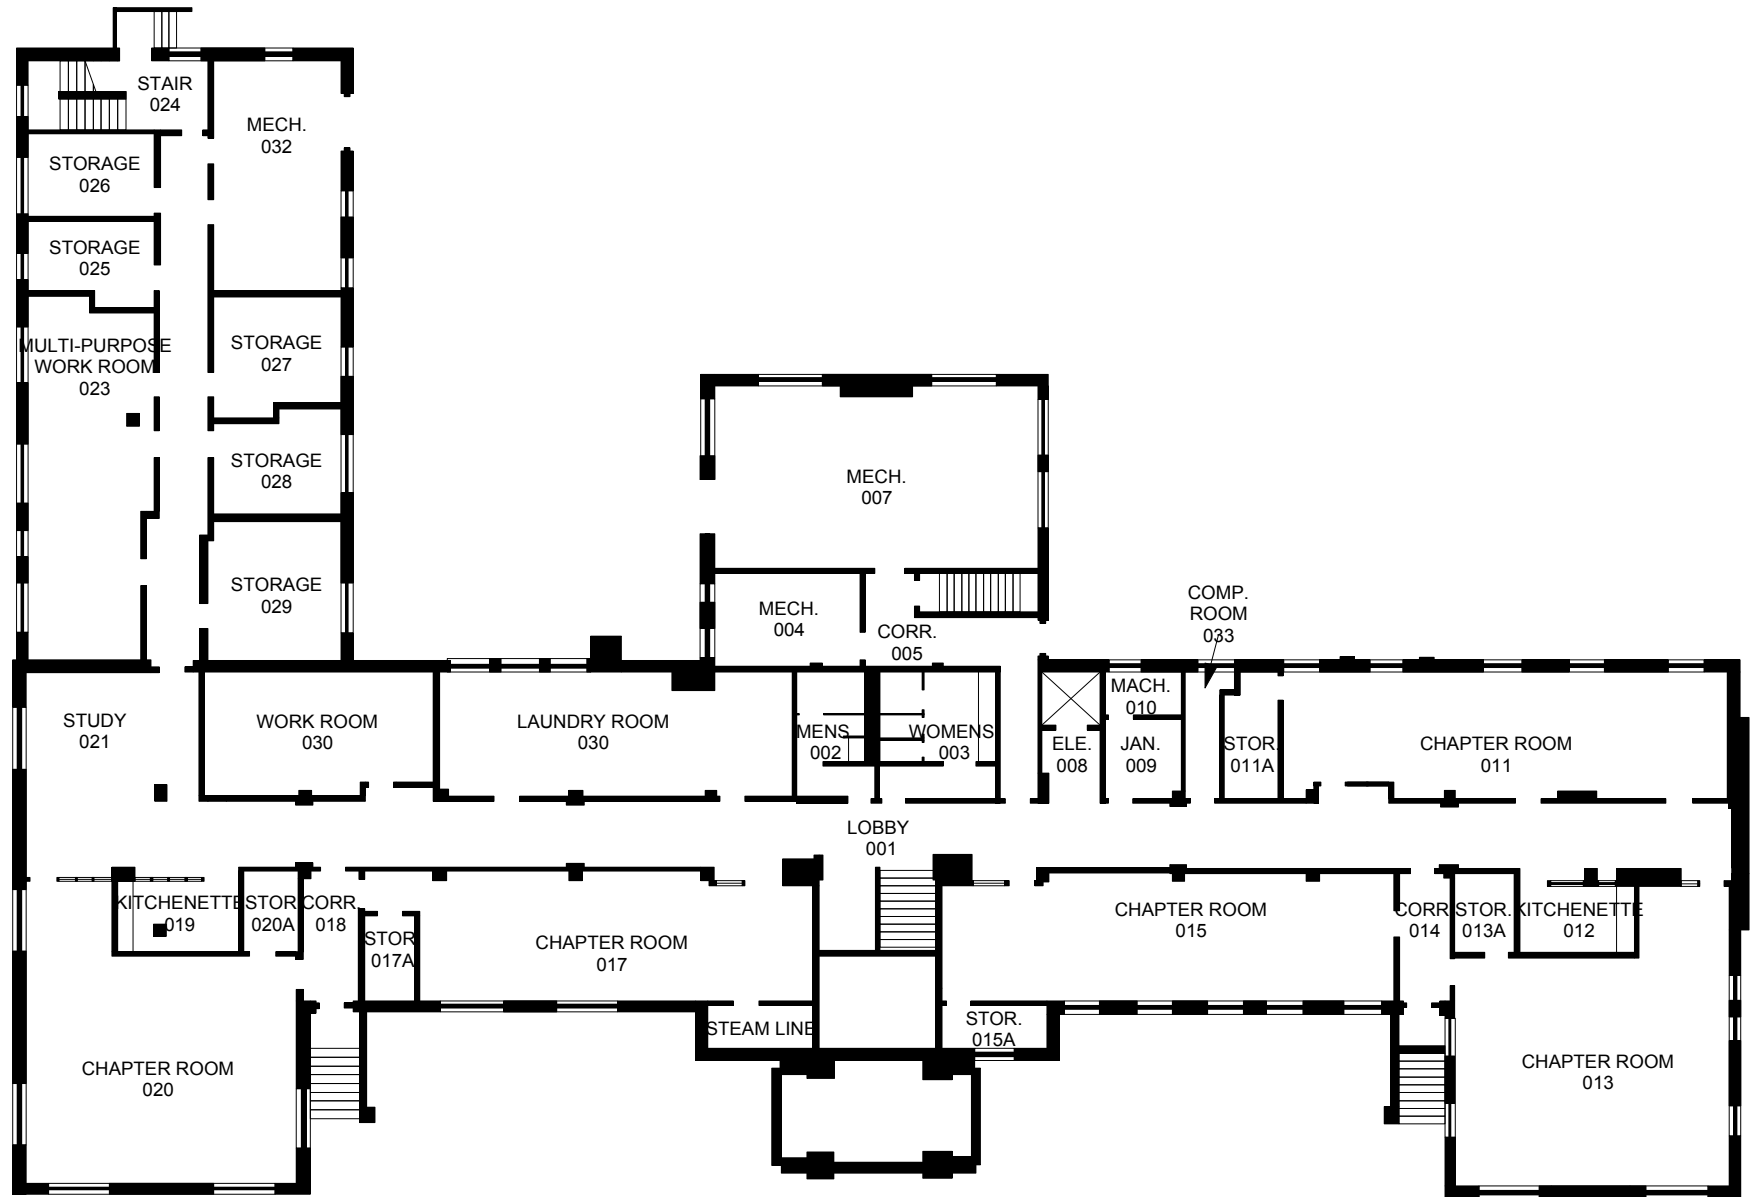 STAIR
024
MECH.
032
STORAGE
026
STORAGE
025
MULTI-PURPOSE
WORK ROOM
023
STORAGE
027
STORAGE
028
STORAGE
029
MECH.
007
MECH.
004
CORR.
005
COMP.
ROOM
033
STUDY
021
WORK ROOM
030
LAUNDRY ROOM
030
MENS
002
WOMENS
003
ELE.
008
MACH.
010
JAN.
009
STOR.
011A
CHAPTER ROOM
011
LOBBY
001
KITCHENETTE
019
STOR.
020A
CORR.
018
STOR.
017A
CHAPTER ROOM
017
STEAM LINE
CHAPTER ROOM
015
STOR.
015A
CORR.
014
STOR.
013A
KITCHENETTE
012
CHAPTER ROOM
020
CHAPTER ROOM
013